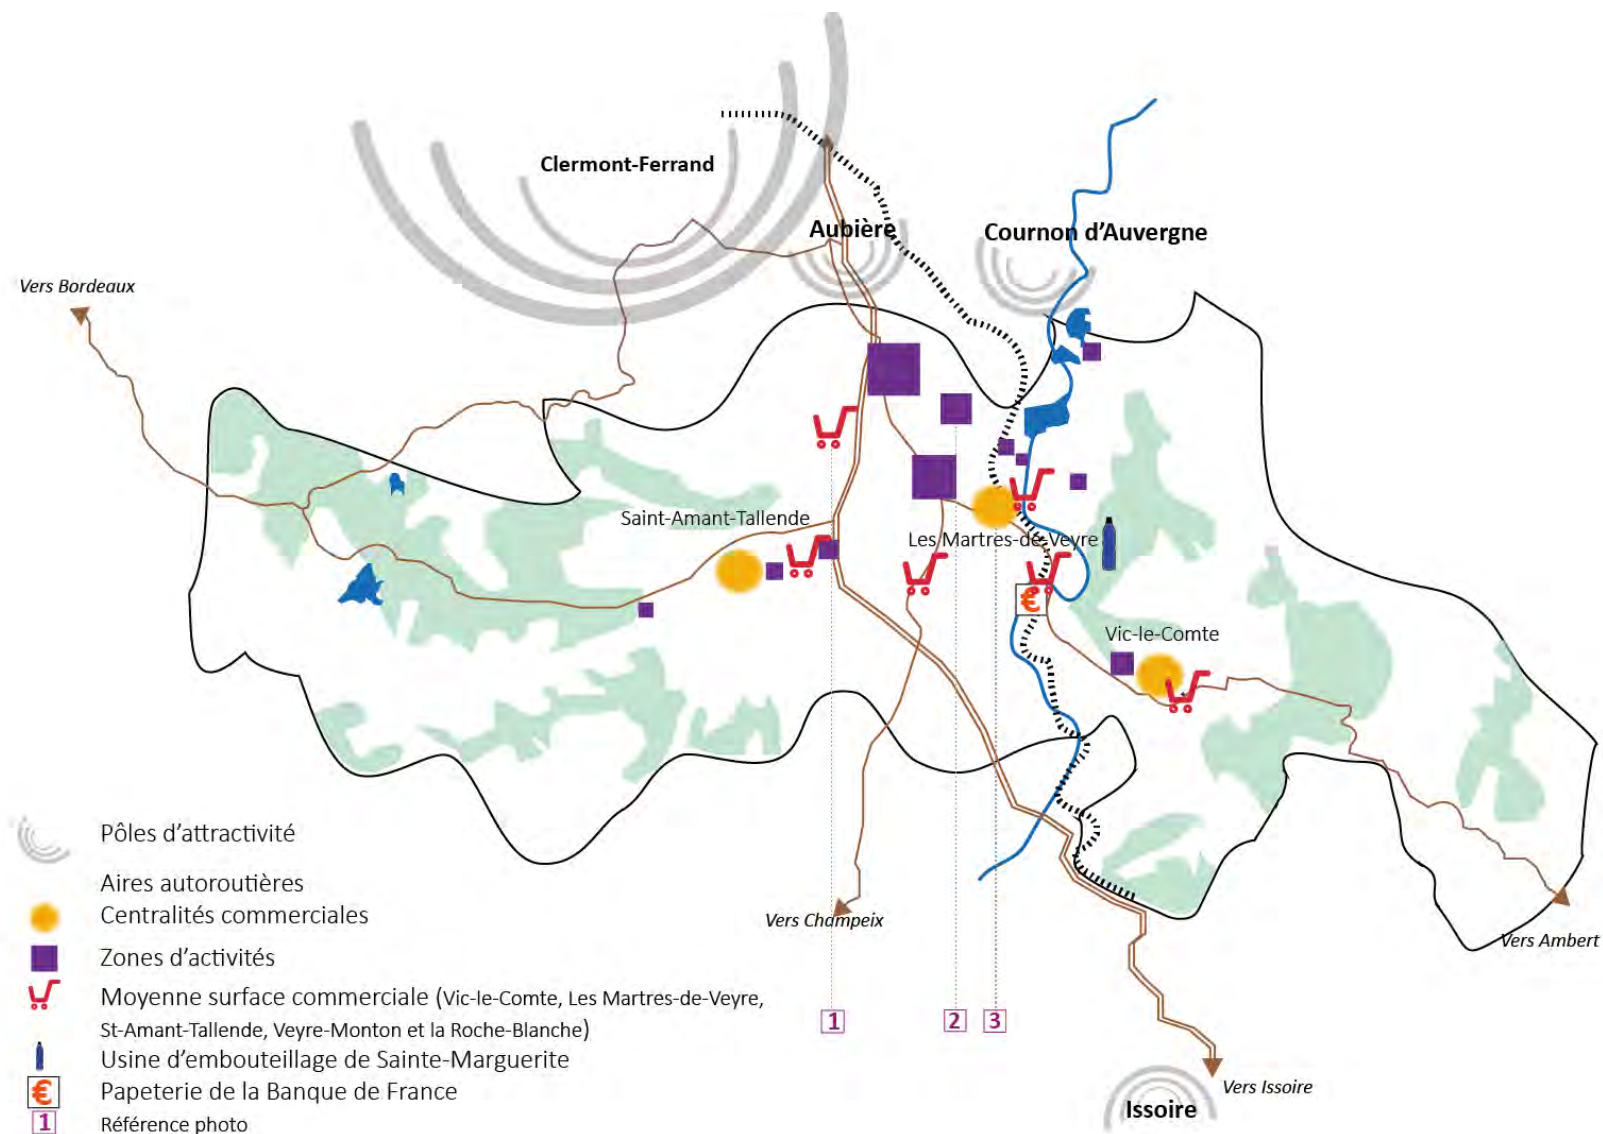 Clermont-Ferrand
Aubière
Cournon d'Auvergne
Vers Bordeaux
Saint-Amant-Tallende
Les Martres-de-Veyre
€
Vic-le-Comte
Pôles d'attractivité
Aires autoroutières
Centralités commerciales
Vers Champeix
Vers Ambert
Zones d'activités
Moyenne surface commerciale (Vic-le-Comte, Les Martres-de-Veyre,
St-Amant-Tallende, Veyre-Monton et la Roche-Blanche)
1
2
3
Usine d'embouteillage de Sainte-Marguerite
€ Papeterie de la Banque de France
1 Référence photo
Vers Issoire
Issoire